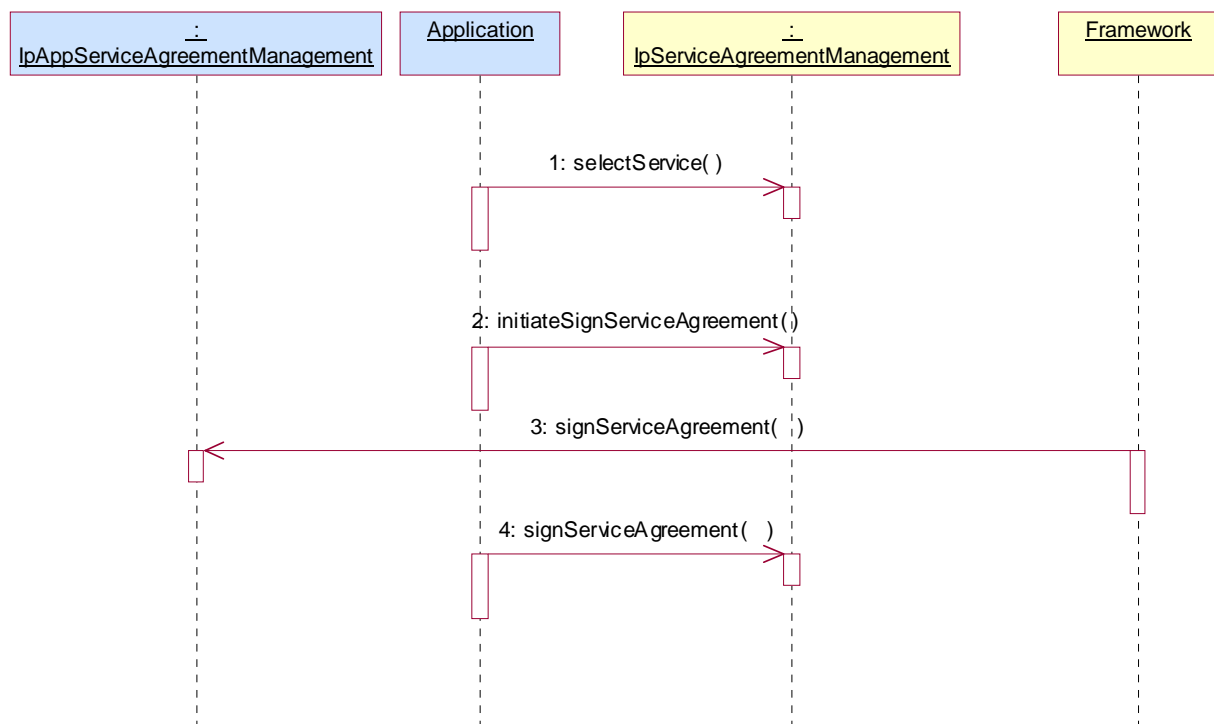 :
IpAppServiceAgreementManagement
Application
:
IpServiceAgreementManagement
Framework
1: selectService( )
2: initiateSignServiceAgreement( )
3: signServiceAgreement(   )
4: signServiceAgreement(   )